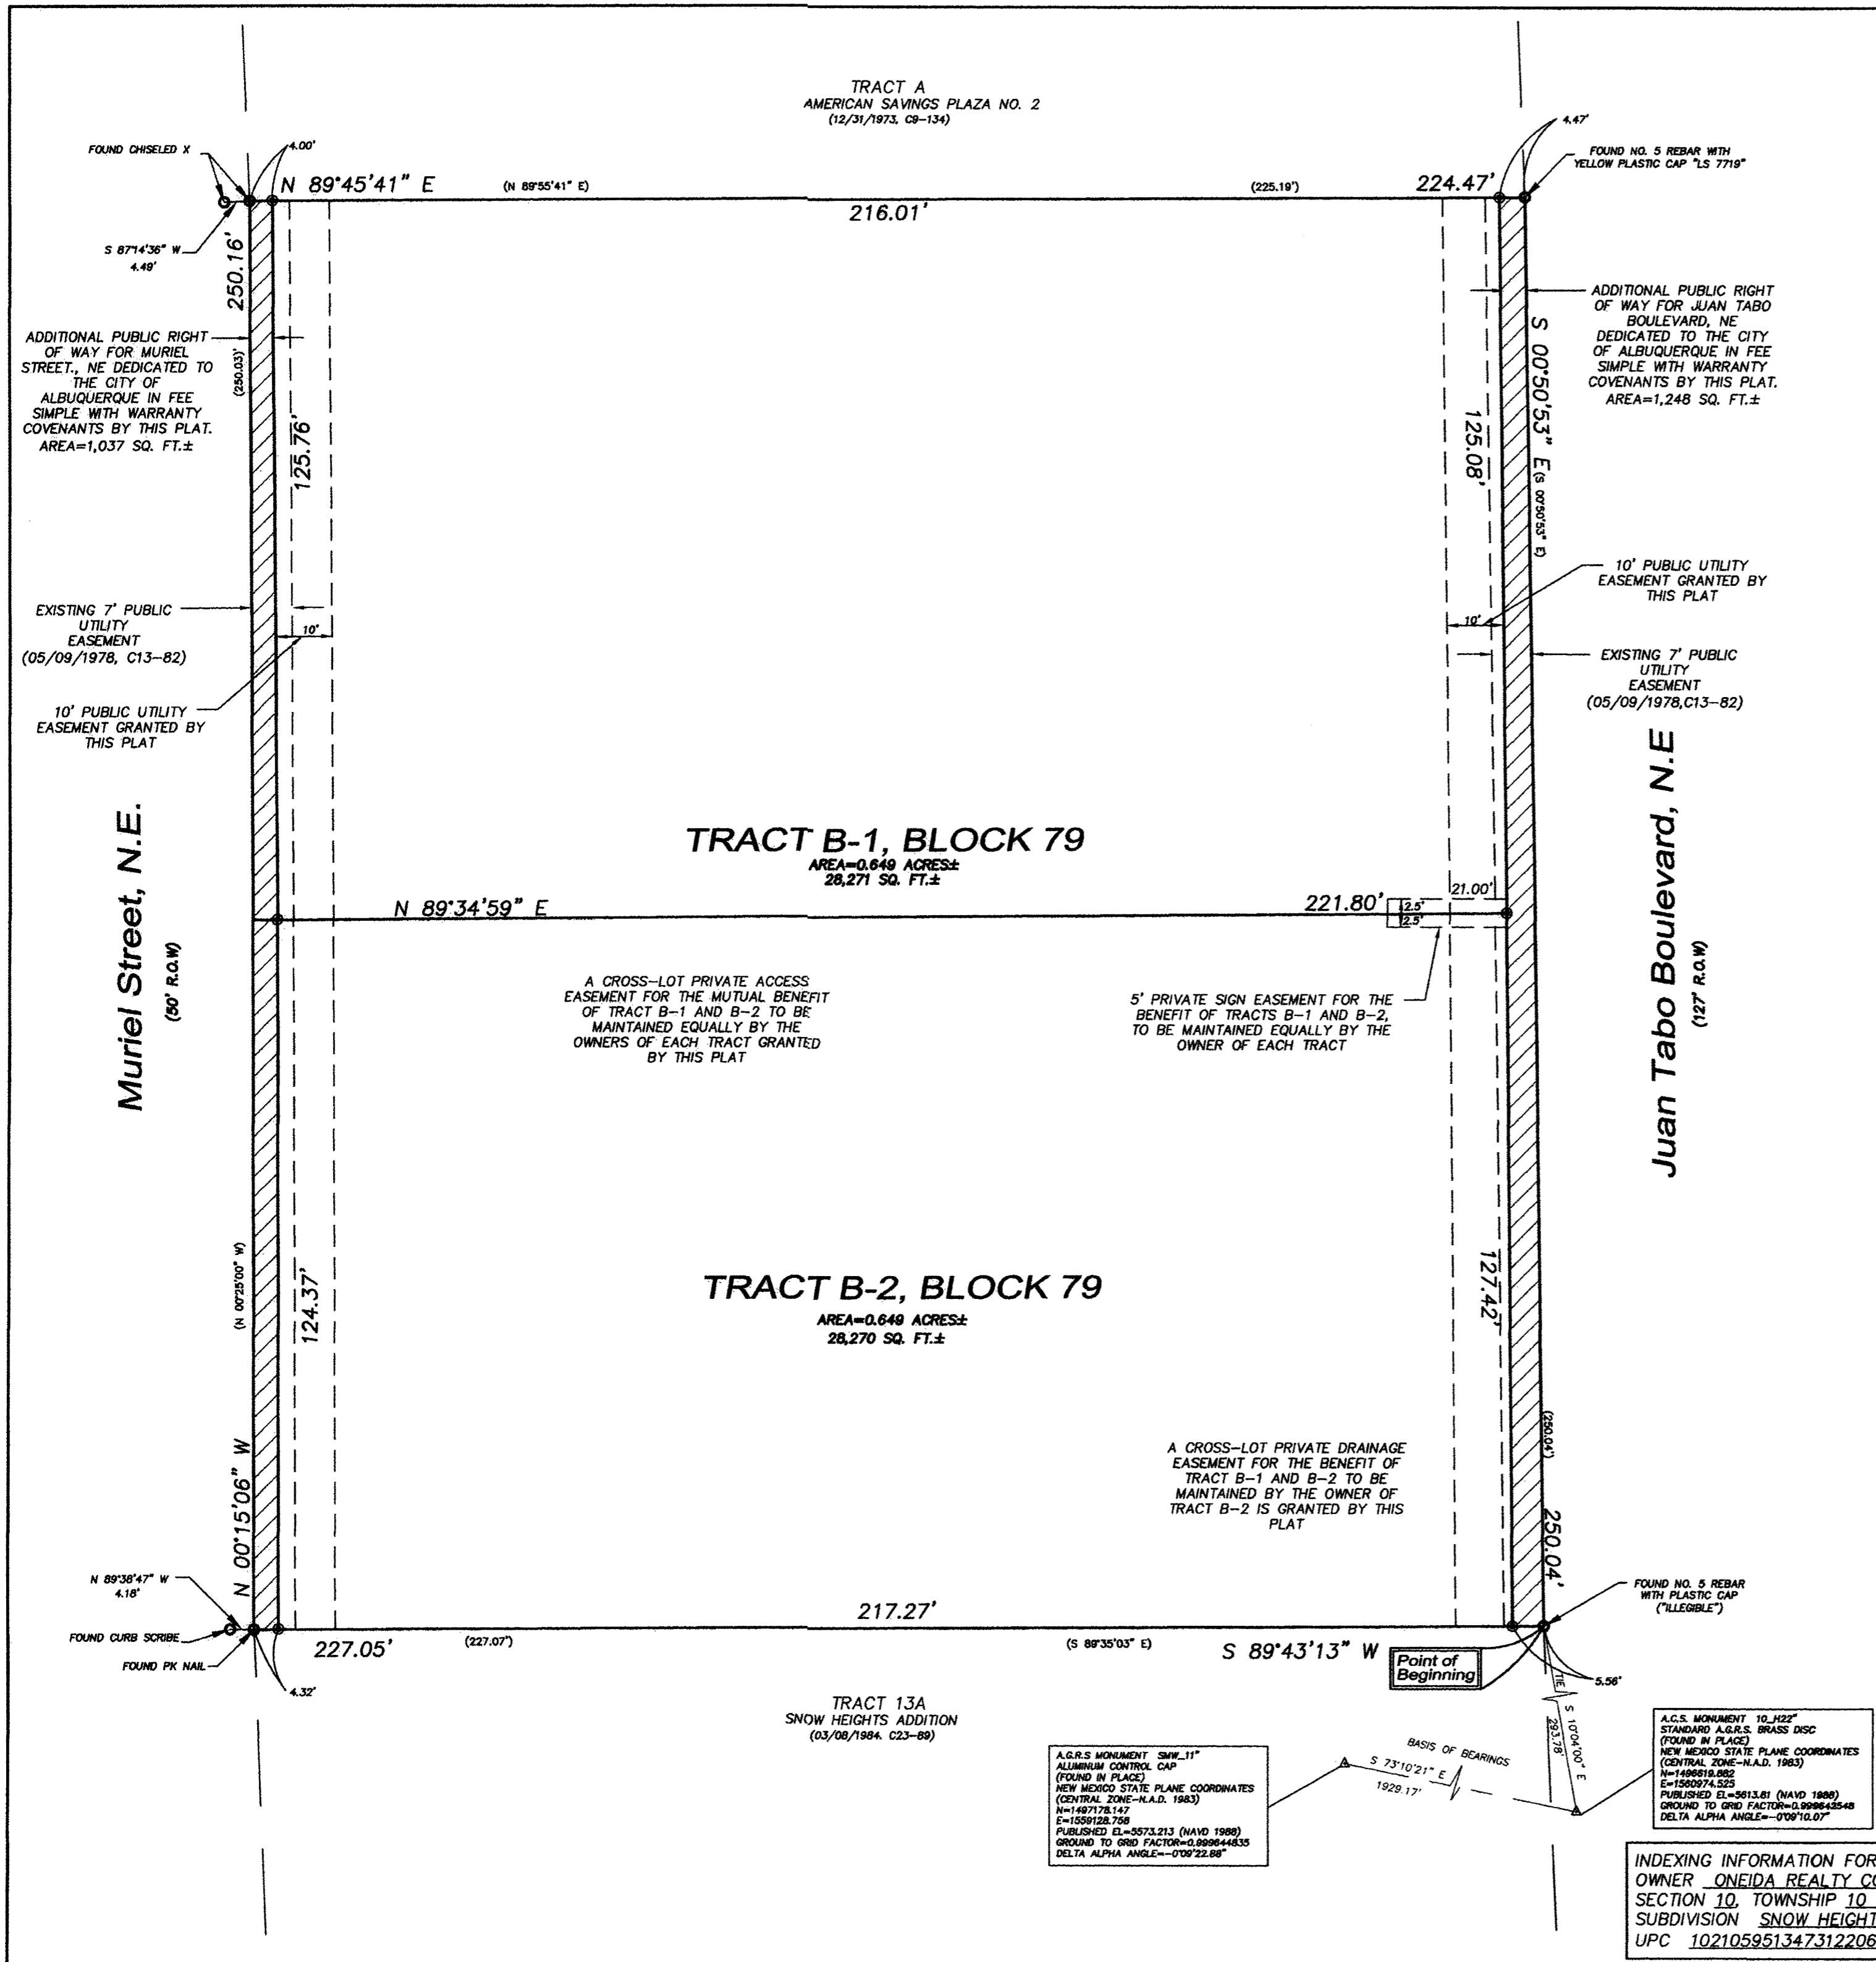 TRACT A
AMERICAN SAVINGS PLAZA NO. 2
(12/31/1973, C9-134)
FOUND CHISELED X
4.00'
4.47'
FOUND NO. 5 REBAR WITH
YELLOW PLASTIC CAP "LS 7719"
N 89°45'41" E
(N 89°55'41" E)
(225.19')
224.47'
216.01'
S 87°14'36" W
4.49'
250.16'
(250.03')
ADDITIONAL PUBLIC RIGHT
OF WAY FOR MURIEL
STREET., NE DEDICATED TO
THE CITY OF
ALBUQUERQUE IN FEE
SIMPLE WITH WARRANTY
COVENANTS BY THIS PLAT.
AREA=1,037 SQ. FT.±
125.76'
ADDITIONAL PUBLIC RIGHT
OF WAY FOR JUAN TABO
BOULEVARD, NE
DEDICATED TO THE CITY
OF ALBUQUERQUE IN FEE
SIMPLE WITH WARRANTY
COVENANTS BY THIS PLAT.
AREA=1,248 SQ. FT.±
S 00°50'53" E
(S 00°50'53" E)
125.08'
EXISTING 7' PUBLIC
UTILITY
EASEMENT
(05/09/1978, C13-82)
10'
10' PUBLIC UTILITY
EASEMENT GRANTED BY
THIS PLAT
10' PUBLIC UTILITY
EASEMENT GRANTED BY
THIS PLAT
10'
EXISTING 7' PUBLIC
UTILITY
EASEMENT
(05/09/1978,C13-82)
Muriel Street, N.E.
(50' R.O.W)
Juan Tabo Boulevard, N.E
(127' R.O.W)
TRACT B-1, BLOCK 79
AREA=0.649 ACRES±
28,271 SQ. FT.±
N 89°34'59" E
221.80'
21.00'
2.5'
2.5'
A CROSS-LOT PRIVATE ACCESS
EASEMENT FOR THE MUTUAL BENEFIT
OF TRACT B-1 AND B-2 TO BE
MAINTAINED EQUALLY BY THE
OWNERS OF EACH TRACT GRANTED
BY THIS PLAT
5' PRIVATE SIGN EASEMENT FOR THE
BENEFIT OF TRACTS B-1 AND B-2,
TO BE MAINTAINED EQUALLY BY THE
OWNER OF EACH TRACT
(N 00°25'00" W)
124.37'
TRACT B-2, BLOCK 79
AREA=0.649 ACRES±
28,270 SQ. FT.±
127.42'
N 00°15'06" W
A CROSS-LOT PRIVATE DRAINAGE
EASEMENT FOR THE BENEFIT OF
TRACT B-1 AND B-2 TO BE
MAINTAINED BY THE OWNER OF
TRACT B-2 IS GRANTED BY THIS
PLAT
(250.04')
250.04'
N 89°38'47" W
4.18'
FOUND CURB SCRIBE
FOUND PK NAIL
4.32'
227.05'
(227.07')
217.27'
(S 89°35'03" E)
S 89°43'13" W
Point of
Beginning
FOUND NO. 5 REBAR
WITH PLASTIC CAP
("ILLEGIBLE")
5.56'
TRACT 13A
SNOW HEIGHTS ADDITION
(03/08/1984. C23-89)
TIE
S 10°04'00" E
293.78'
BASIS OF BEARINGS
S 73°10'21" E
1929.17'
A.G.R.S MONUMENT SMW_11"
ALUMINUM CONTROL CAP
(FOUND IN PLACE)
NEW MEXICO STATE PLANE COORDINATES
(CENTRAL ZONE-N.A.D. 1983)
N=1497178.147
E=1559128.758
PUBLISHED EL=5573.213 (NAVD 1988)
GROUND TO GRID FACTOR=0.999644835
DELTA ALPHA ANGLE=-0°09'22.88"
A.C.S. MONUMENT 10_H22"
STANDARD A.G.R.S. BRASS DISC
(FOUND IN PLACE)
NEW MEXICO STATE PLANE COORDINATES
(CENTRAL ZONE-N.A.D. 1983)
N=1496619.882
E=1560974.525
PUBLISHED EL=5613.81 (NAVD 1988)
GROUND TO GRID FACTOR=0.999642548
DELTA ALPHA ANGLE=-0°09'10.07"
INDEXING INFORMATION FOR
OWNER ONEIDA REALTY CO
SECTION 10, TOWNSHIP 10
SUBDIVISION SNOW HEIGHT
UPC 102105951347312206